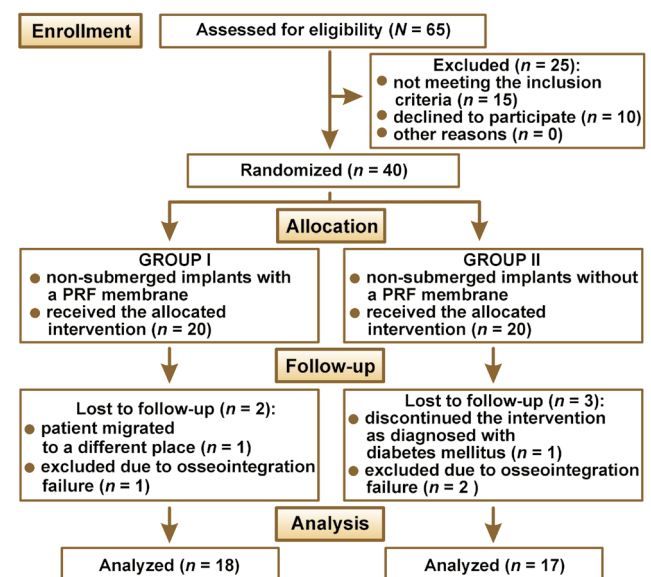 Enrollment
Assessed for eligibility (N = 65)
Excluded (n = 25):
not meeting the inclusion
criteria (n = 15)
declined to participate (n = 10)
other reasons (n = 0)
Randomized (n = 40)
Allocation
GROUP I
non-submerged implants with
a PRF membrane
received the allocated
intervention (n = 20)
GROUP II
non-submerged implants without
a PRF membrane
received the allocated
intervention (n = 20)
Follow-up
Lost to follow-up (n = 2):
patient migrated
to a different place (n = 1)
excluded due to osseointegration
failure (n = 1)
Lost to follow-up (n = 3):
discontinued the intervention
as diagnosed with
diabetes mellitus (n = 1)
excluded due to osseointegration
failure (n = 2 )
Analysis
Analyzed (n = 18)
Analyzed (n = 17)